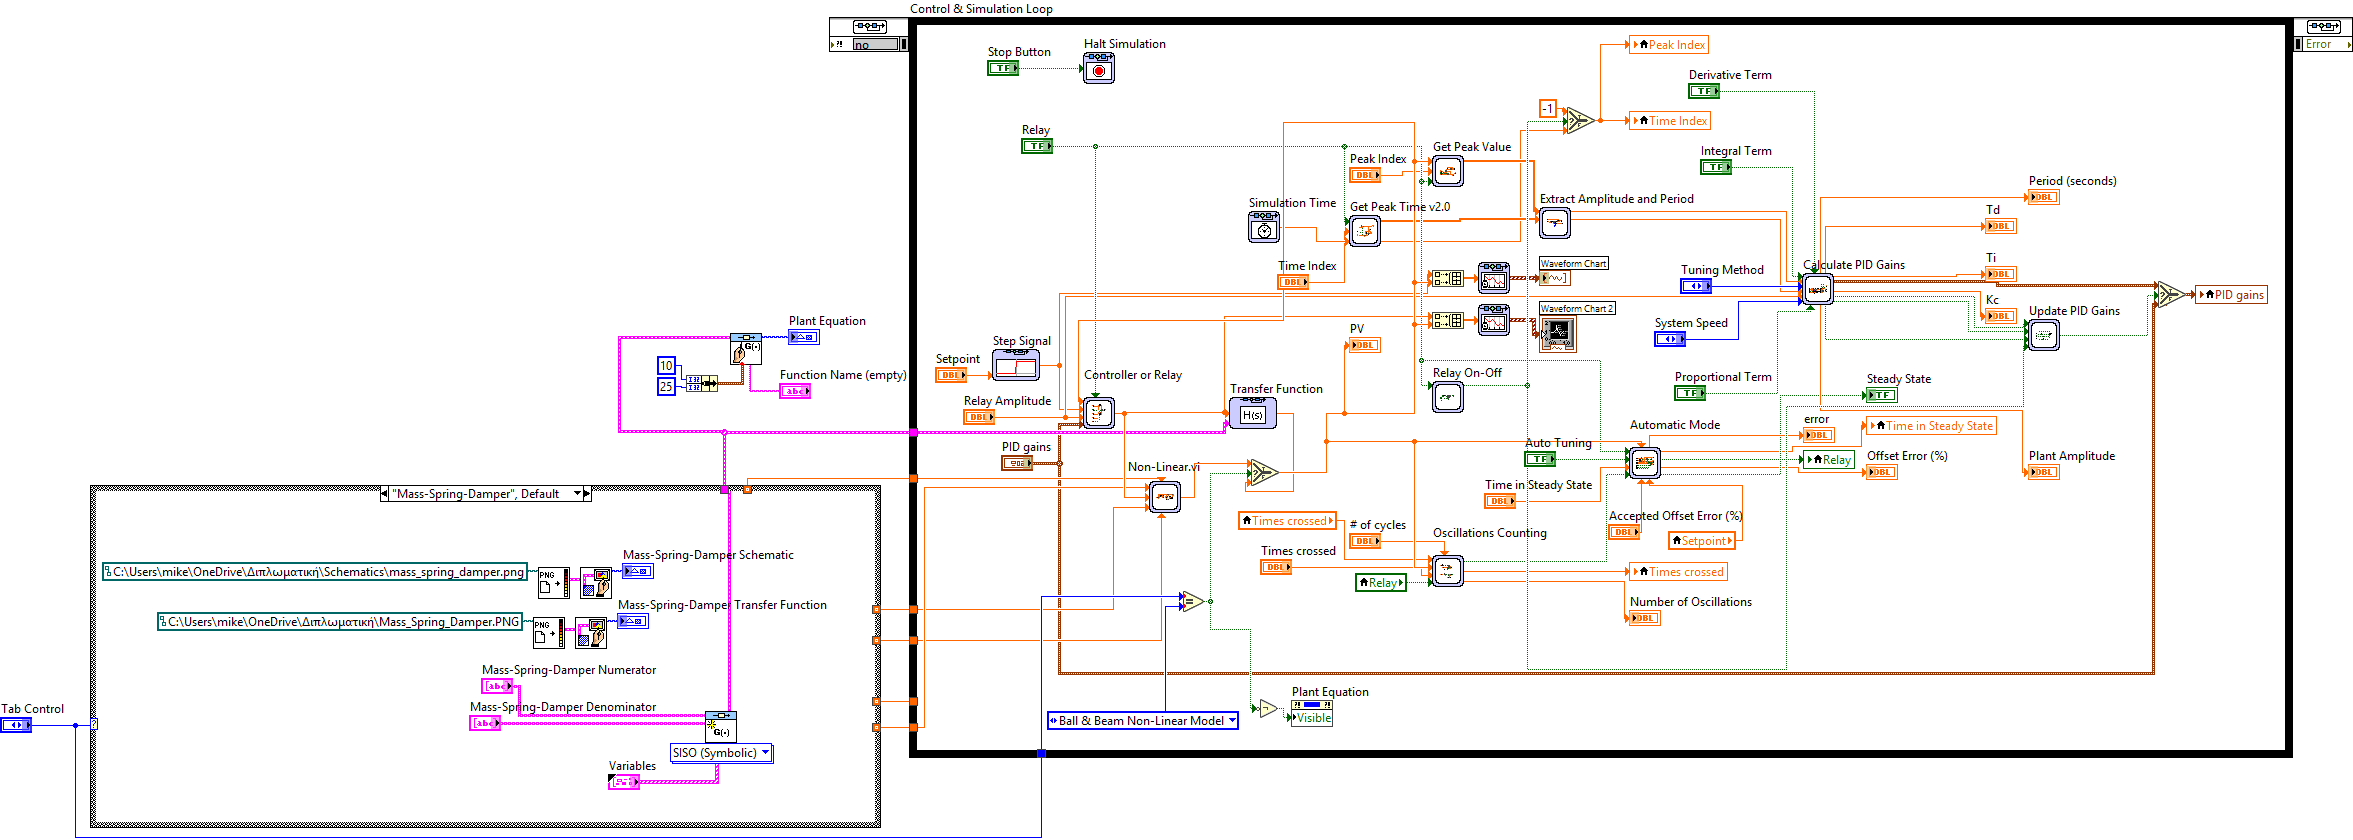 Control & Simulation Loop
no
Error
Stop Button
TF
Halt Simulation
Peak Index
Derivative Term
TF
-1
Time Index
Relay
TF
Get Peak Value
Peak Index
DBL
Integral Term
TF
Period (seconds)
DBL
Simulation Time
Get Peak Time v2.0
Extract Amplitude and Period
Td
DBL
Time Index
DBL
Waveform Chart
Tuning Method
Calculate PID Gains
Ti
DBL
PID gains
Kc
DBL
Waveform Chart 2
System Speed
Update PID Gains
Plant Equation
G(•)
10
25
Function Name (empty)
abc
Setpoint
DBL
Step Signal
PV
DBL
Controller or Relay
Relay Amplitude
DBL
Transfer Function
H(s)
Relay On-Off
Proportional Term
TF
Steady State
TF
PID gains
Non-Linear.vi
Auto Tuning
TF
Automatic Mode
error
DBL
Time in Steady State
Relay
Offset Error (%)
DBL
Plant Amplitude
DBL
Time in Steady State
DBL
Accepted Offset Error (%)
DBL
Setpoint
Times crossed
# of cycles
DBL
Oscillations Counting
Times crossed
DBL
Relay
Times crossed
Number of Oscillations
DBL
"Mass-Spring-Damper", Default
Mass-Spring-Damper Schematic
C:\Users\mike\OneDrive\Διπλωματική\Schematics\mass_spring_damper.png
PNG
Mass-Spring-Damper Transfer Function
C:\Users\mike\OneDrive\Διπλωματική\Mass_Spring_Damper.PNG
PNG
Mass-Spring-Damper Numerator
abc
Mass-Spring-Damper Denominator
abc
G(•)
SISO (Symbolic)
Variables
Tab Control
?
=
Ball & Beam Non-Linear Model
Plant Equation
Visible